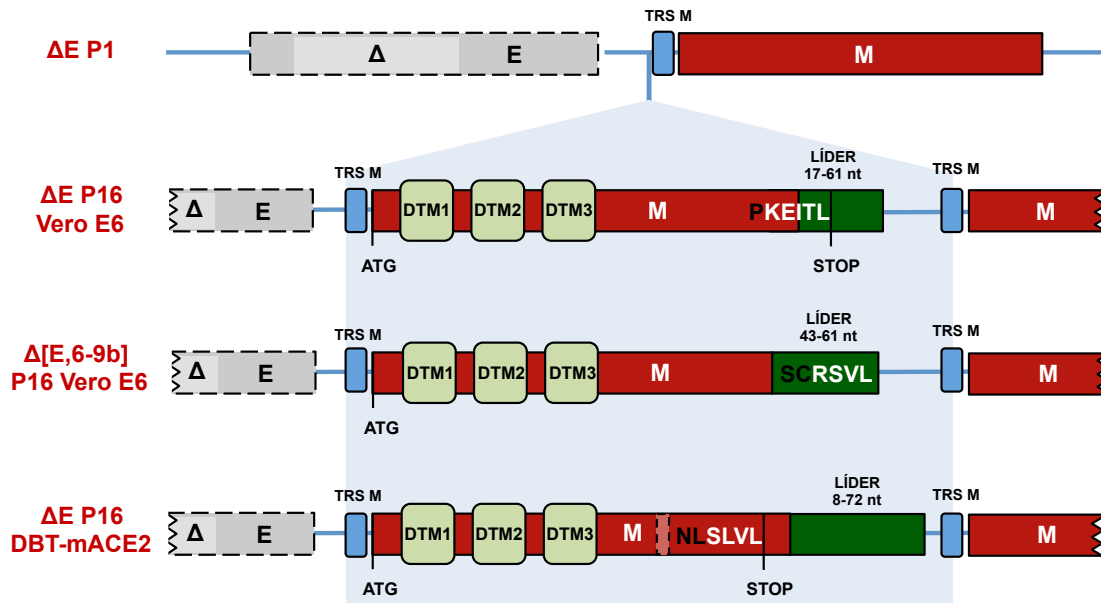 TRS M
ΔE P1
Δ
E
M
LÍDER
17-61 nt
TRS M
TRS M
ΔE P16
Vero E6
Δ
E
DTM1
DTM2
DTM3
M
PKEITL
M
ATG
STOP
LÍDER
43-61 nt
TRS M
TRS M
Δ[E,6-9b]
P16 Vero E6
Δ
E
DTM1
DTM2
DTM3
M
SCRSVL
M
ATG
LÍDER
8-72 nt
TRS M
TRS M
ΔE P16
DBT-mACE2
Δ
E
DTM1
DTM2
DTM3
M
NLSLVL
M
ATG
STOP